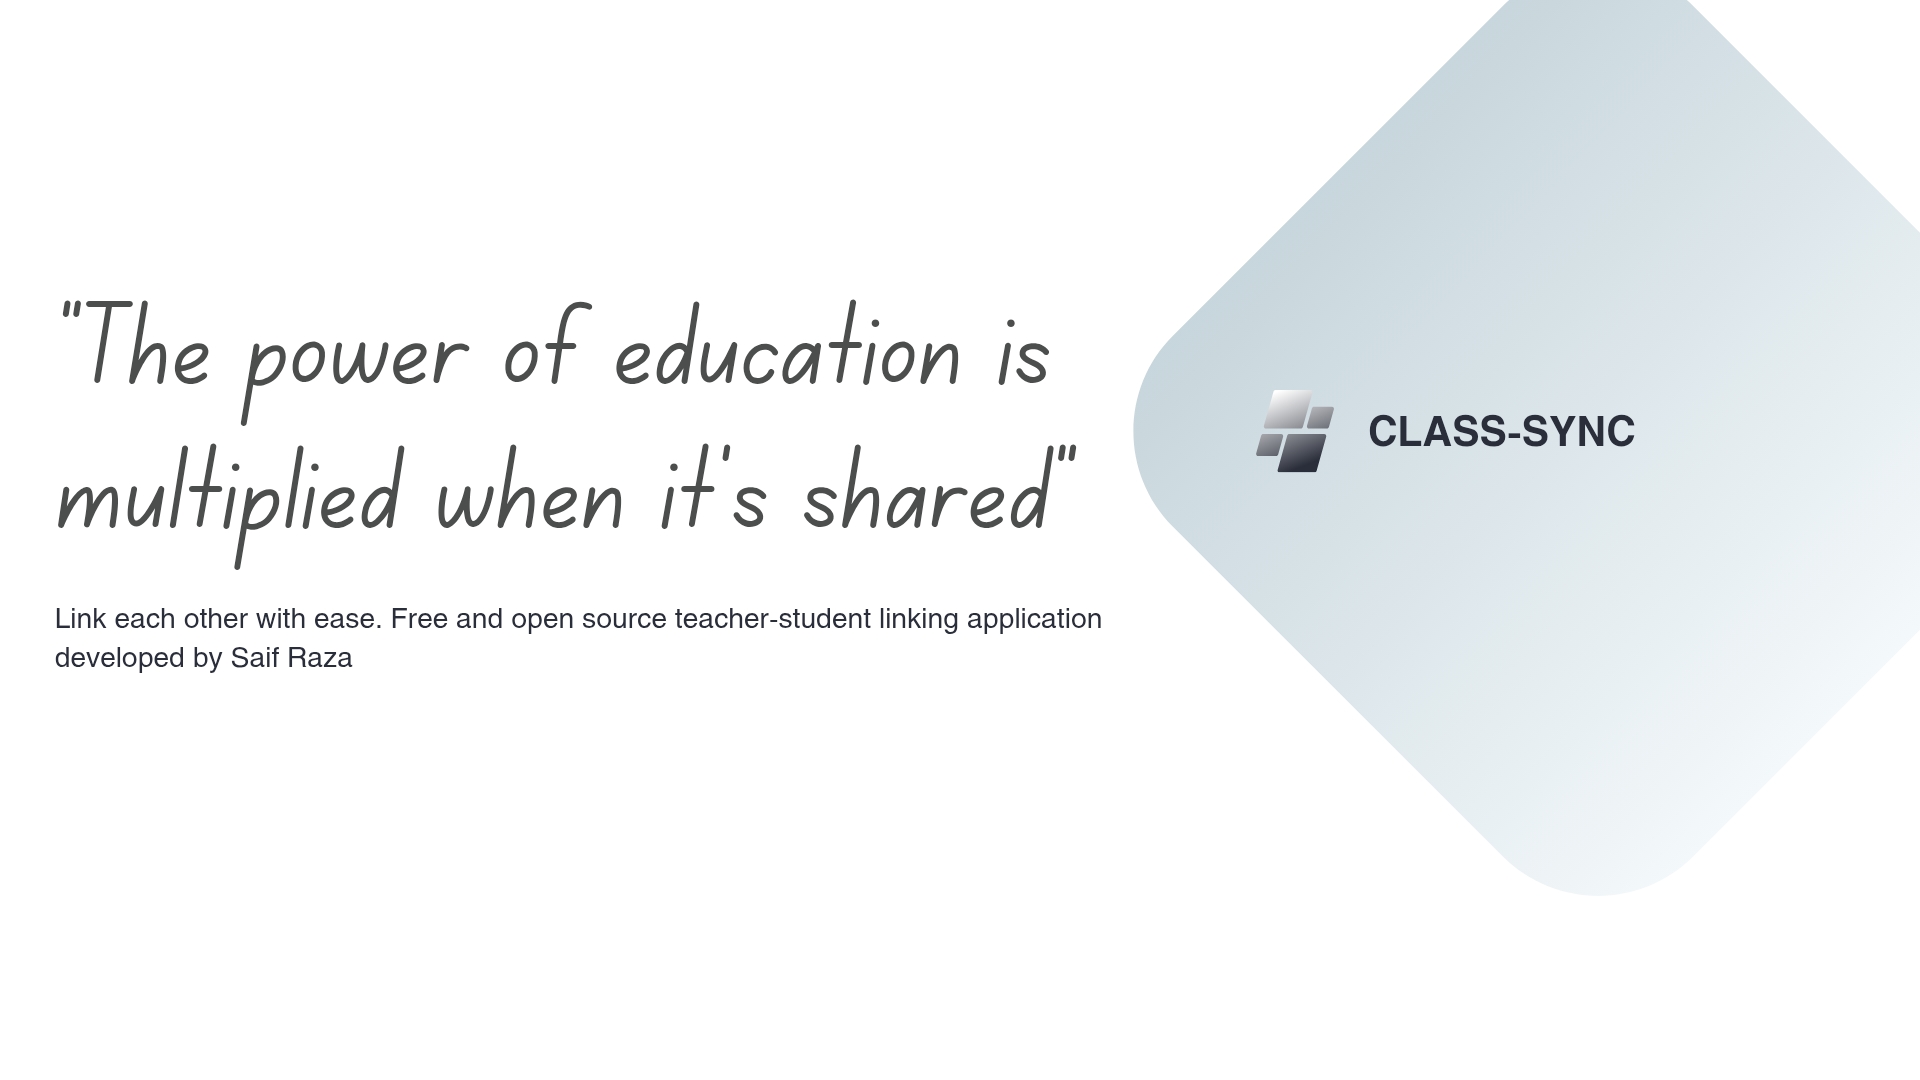 "The power of education is
multiplied when it's shared"
Link each other with ease. Free and open source teacher-student linking application
developed by Saif Raza
CLASS-SYNC